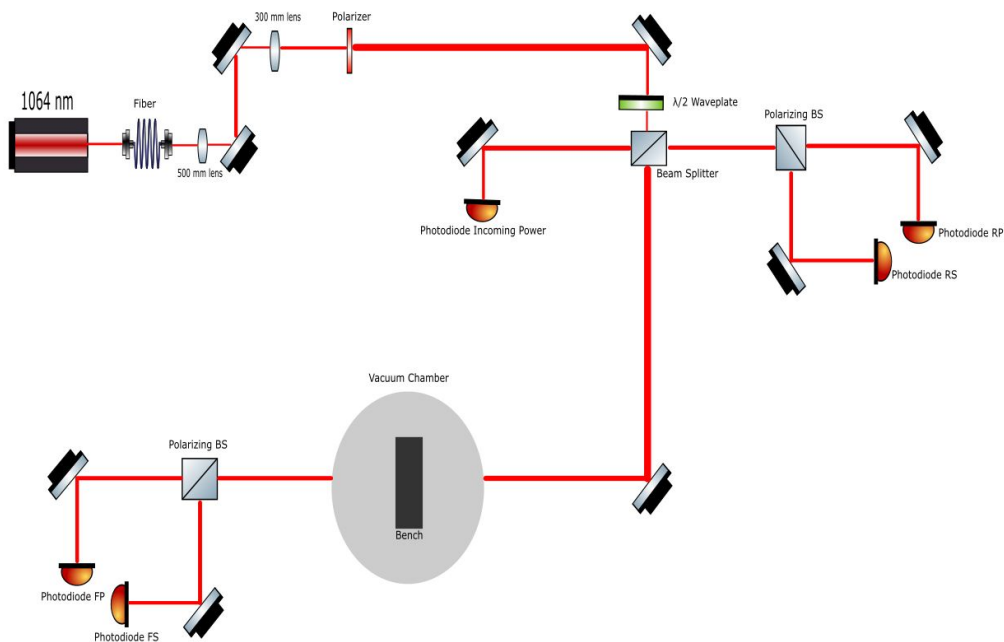 300 mm lens
Polarizer
1064 nm
Fiber
λ/2 Waveplate
Polarizing BS
500 mm lens
Beam Splitter
Photodiode Incoming Power
Photodiode RP
Photodiode RS
Vacuum Chamber
Polarizing BS
Bench
Photodiode FP
Photodiode FS